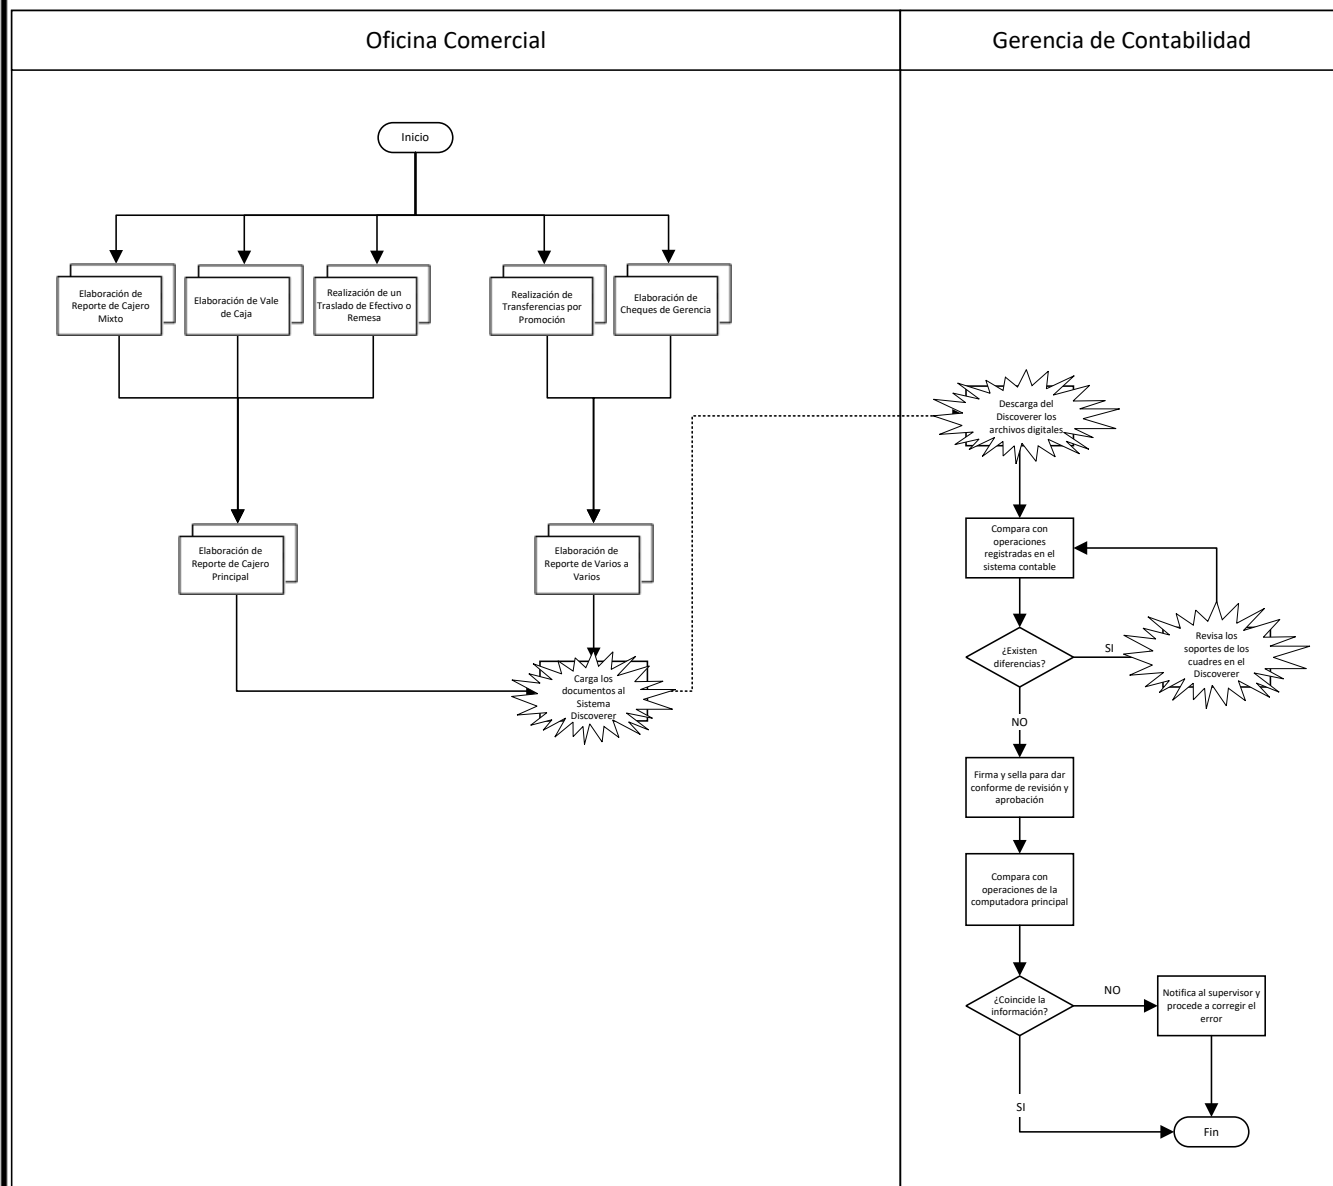 Oficina Comercial
Gerencia de Contabilidad
Inicio
Elaboración de
Reporte de Cajero
Mixto
Elaboración de Vale
de Caja
Realización de un
Traslado de Efectivo o
Remesa
Realización de
Transferencias por
Promoción
Elaboración de
Cheques de Gerencia
Elaboración de
Reporte de Cajero
Principal
Elaboración de
Reporte de Varios a
Varios
Carga los
documentos al
Sistema
Discoverer
Descarga del
Discoverer los
archivos digitales
Compara con
operaciones
registradas en el
sistema contable
¿Existen
diferencias?
SI
Revisa los
soportes de los
cuadres en el
Discoverer
NO
Firma y sella para dar
conforme de revisión y
aprobación
Compara con
operaciones de la
computadora principal
¿Coincide la
información?
NO
Notifica al supervisor y
procede a corregir el
error
SI
Fin